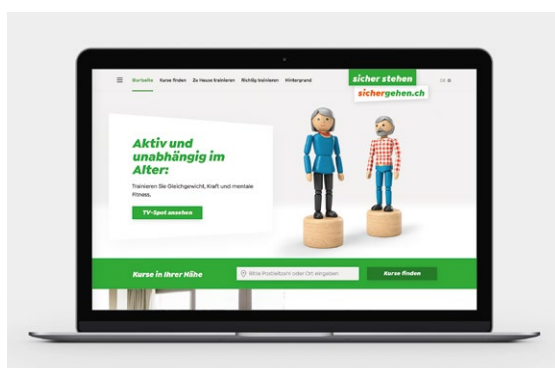 Startseite Kurse finden Zu Hause trainieren Richtig trainieren Hintergrund
sicher stehen
sichergehen.ch
DE
Aktiv und
unabhängig im
Alter:
Trainieren Sie Gleichgewicht, Kraft und mentale
Fitness.
TV-Spot ansehen
Kurse in Ihrer Nähe
Bitte Postleitzahl oder Ort eingeben
Kurse finden